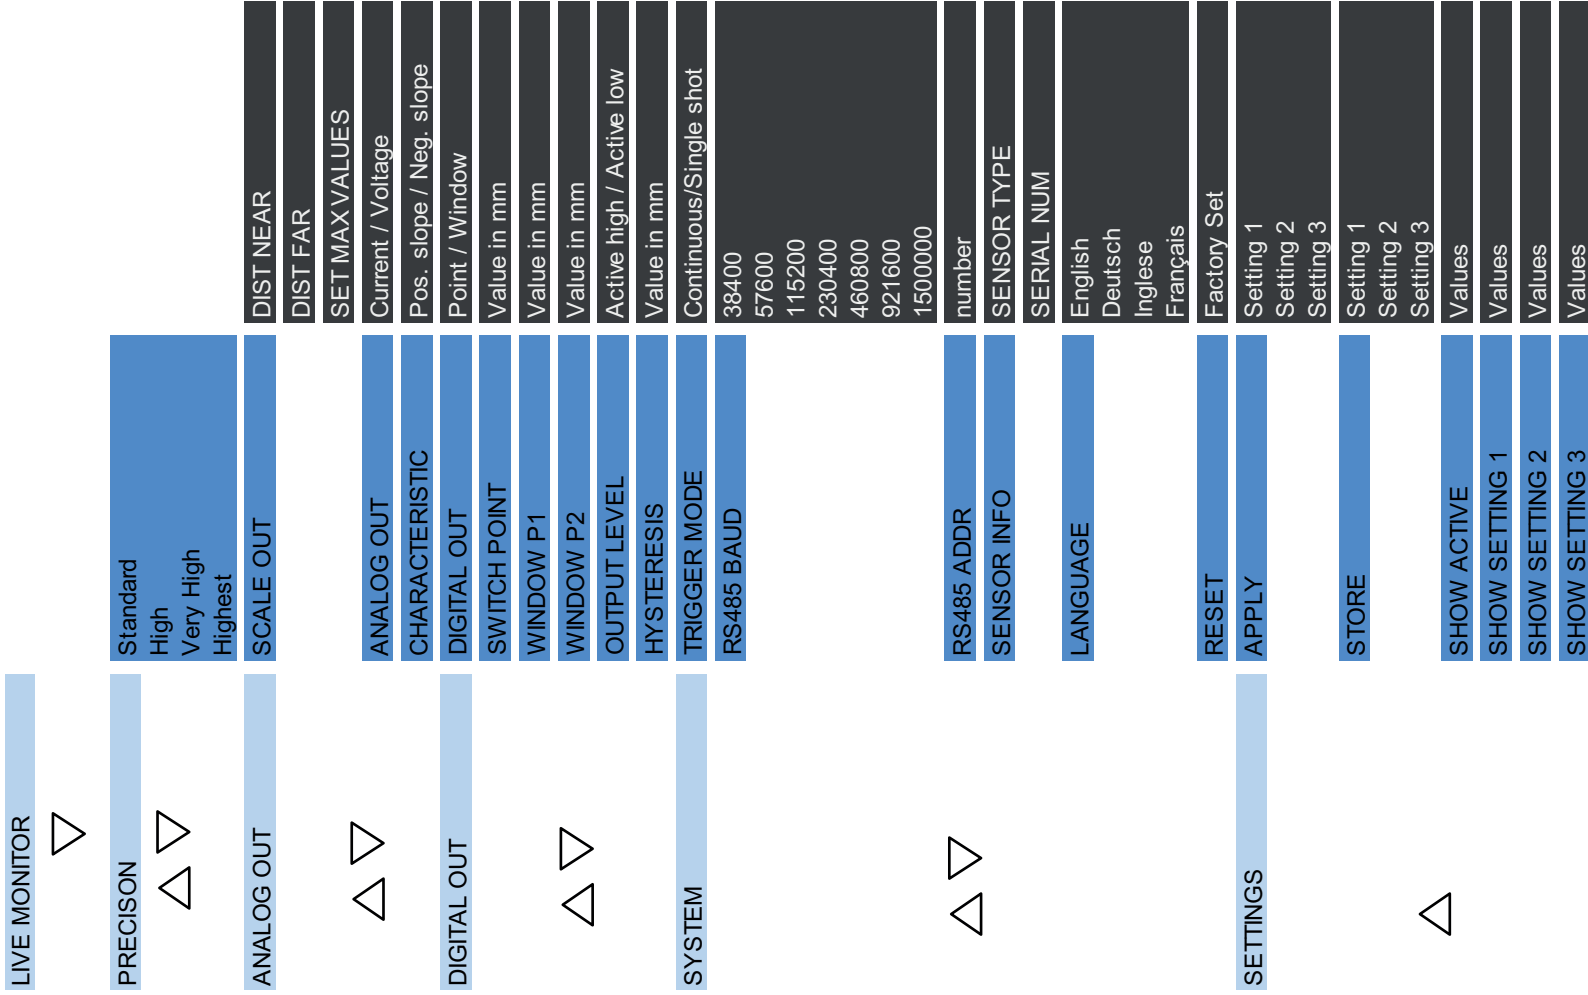 LIVE MONITOR
PRECISON
Standard
High
Very High
Highest
ANALOG OUT
SCALE OUT
DIST NEAR
DIST FAR
SET MAX VALUES
ANALOG OUT
Current / Voltage
CHARACTERISTIC
Pos. slope / Neg. slope
DIGITAL OUT
DIGITAL OUT
Point / Window
SWITCH POINT
Value in mm
WINDOW P1
Value in mm
WINDOW P2
Value in mm
OUTPUT LEVEL
Active high / Active low
HYSTERESIS
Value in mm
SYSTEM
TRIGGER MODE
Continuous/Single shot
RS485 BAUD
38400
57600
115200
230400
460800
921600
1500000
RS485 ADDR
number
SENSOR INFO
SENSOR TYPE
SERIAL NUM
LANGUAGE
English
Deutsch
Inglese
Français
RESET
Factory Set
SETTINGS
APPLY
Setting 1
Setting 2
Setting 3
STORE
Setting 1
Setting 2
Setting 3
SHOW ACTIVE
Values
SHOW SETTING 1
Values
SHOW SETTING 2
Values
SHOW SETTING 3
Values